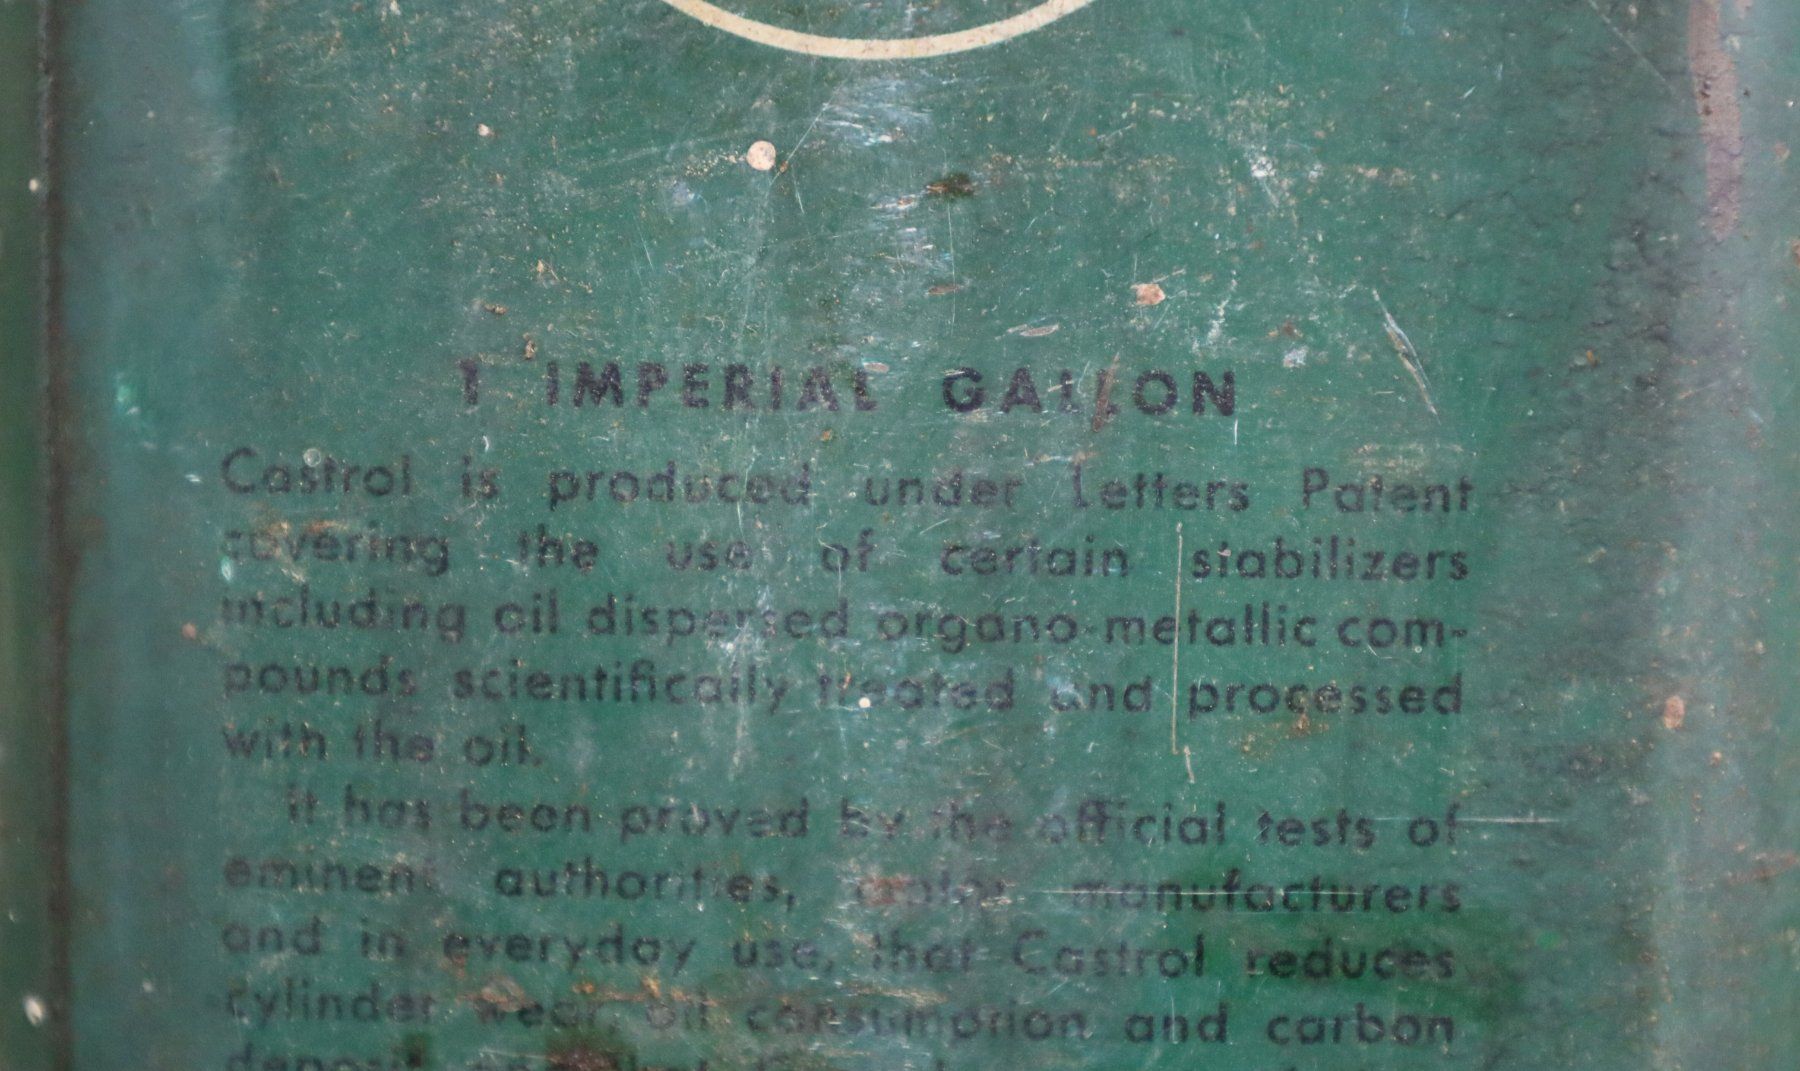 1 IMPERIAL GALLON
Castrol is produced under Letters Patent
covering the use of certain stabilizers
including oil dispersed organo-metallic com-
pounds scientifically treated and processed
with the oil.
It has been proved by the official tests of
eminent authorities, motor manufacturers
and in everyday use, that Castrol reduces
cylinder wear, oil consumption and carbon
deposit